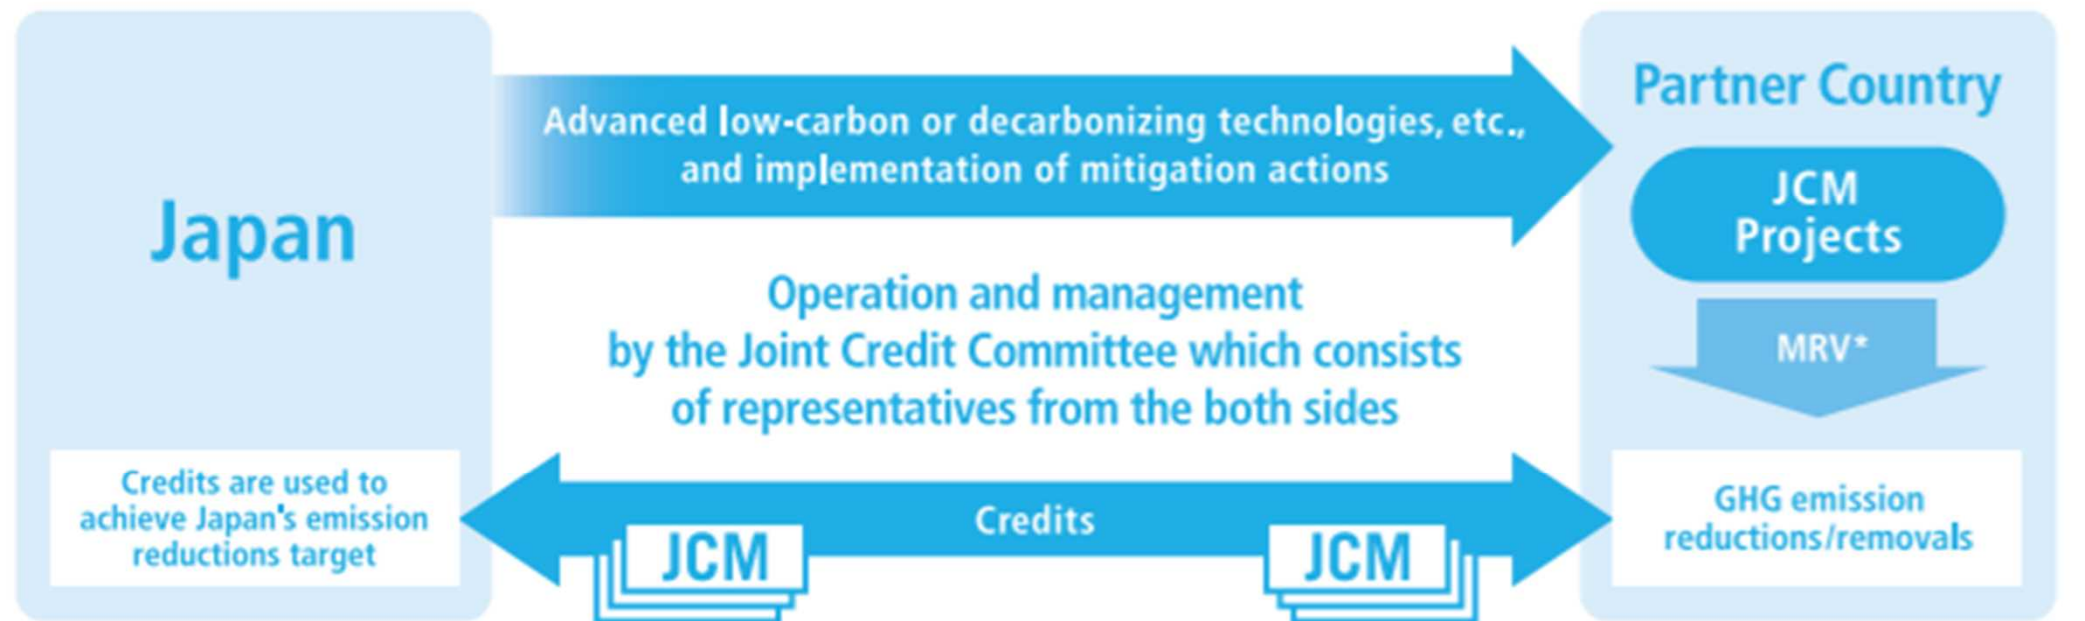 Japan
Credits are used to
achieve Japan's emission
reductions target
Advanced low-carbon or decarbonizing technologies, etc.,
and implementation of mitigation actions
Operation and management
by the Joint Credit Committee which consists
of representatives from the both sides
Credits
JCM
JCM
Partner Country
JCM
Projects
MRV*
GHG emission
reductions/removals